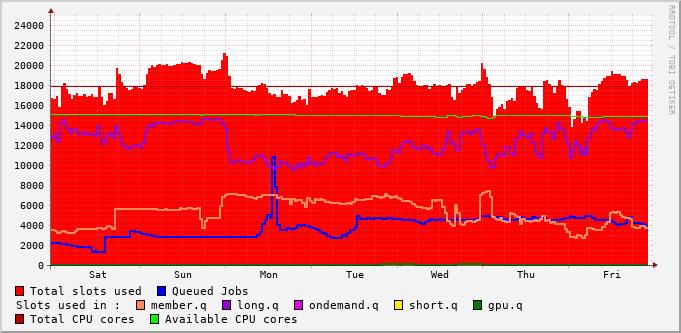 RRDTOOL / TOBI OETIKER
24000
22000
20000
18000
16000
14000
12000
10000
8000
6000
4000
2000
0
Sat Sun Mon Tue Wed Thu Fri
Total slots used Queued Jobs
Slots used in : member.q long.q ondemand.q short.q gpu.q
Total CPU cores Available CPU cores